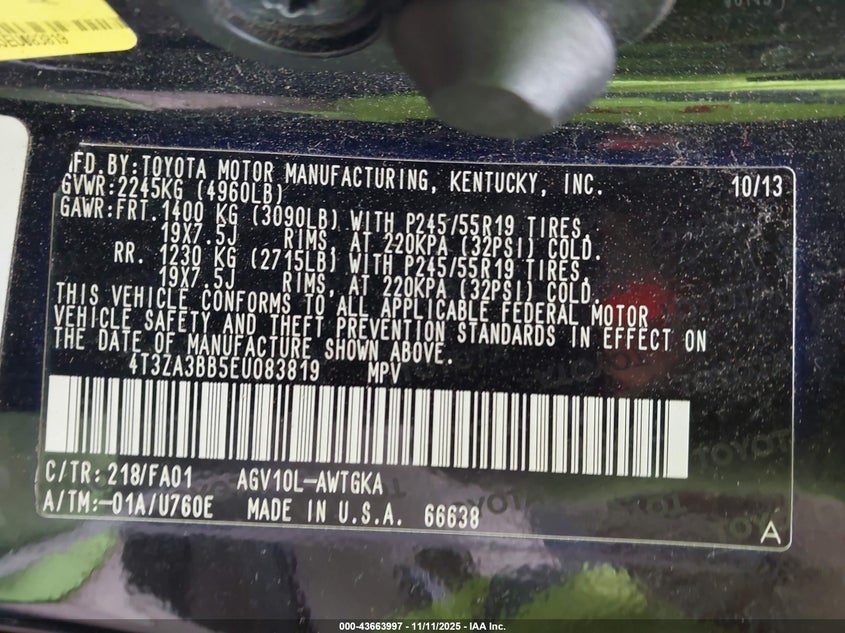 5EU083819
MFD.BY:TOYOTA MOTOR MANUFACTURING, KENTUCKY, INC. 10/13
GVWR:2245KG (4960LB)
GAWR:FRT.1400 KG (3090LB) WITH P245/55R19 TIRES,
19X7.5J RIMS, AT 220KPA (32PSI) COLD.
RR. 1230 KG (2715LB) WITH P245/55R19 TIRES,
19X7.5J RIMS, AT 220KPA (32PSI) COLD.
THIS VEHICLE CONFORMS TO ALL APPLICABLE FEDERAL MOTOR
VEHICLE SAFETY AND THEFT PREVENTION STANDARDS IN EFFECT ON
THE DATE OF MANUFACTURE SHOWN ABOVE.
4T3ZA3BB5EU083819 MPV
C/TR:218/FA01 AGV10L-AWTGKA
A/TM:-01A/U760E MADE IN U.S.A. 66638
A
TOYOTA
000-43663997 - 11/11/2025 - IAA Inc.